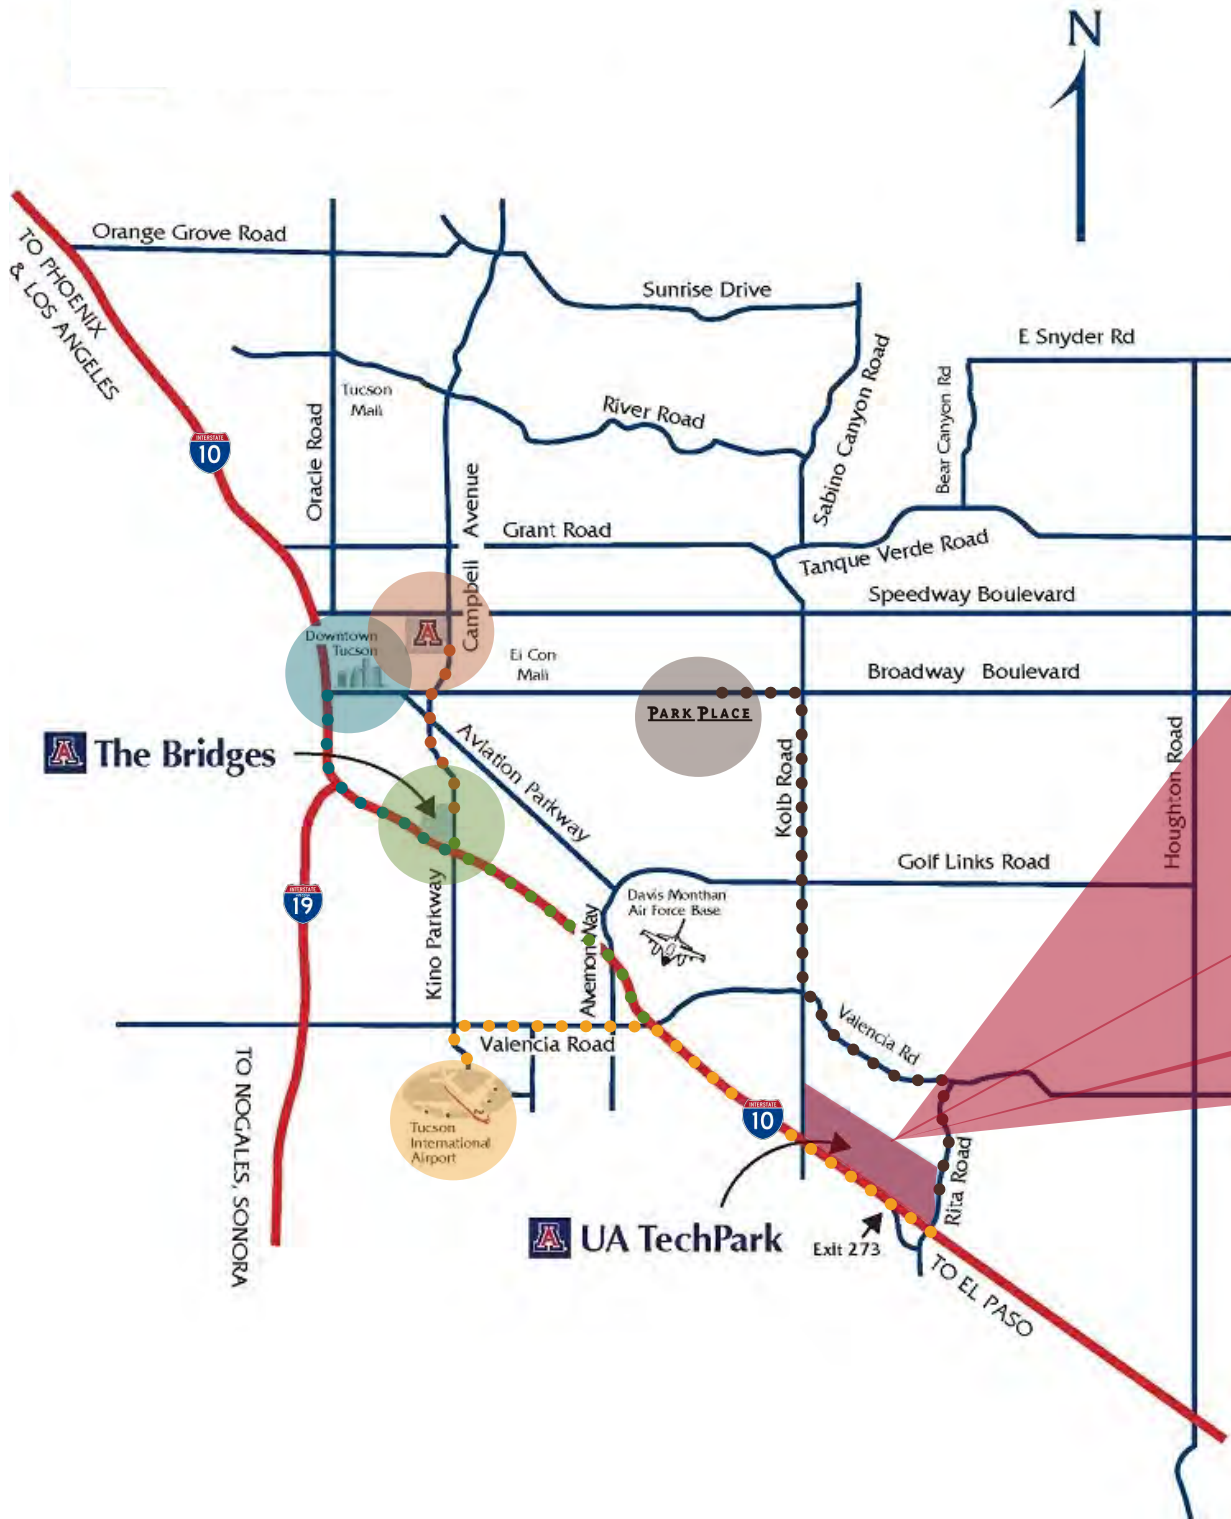 N
Orange Grove Road
TO PHOENIX
& LOS ANGELES
Sunrise Drive
E Snyder Rd
Tucson
Mall
River Road
Sabino Canyon Road
Bear Canyon Rd
INTERSTATE
10
Oracle Road
Campbell Avenue
Grant Road
Tanque Verde Road
Speedway Boulevard
Downtown
Tucson
A
El Con
Mall
Broadway Boulevard
PARK PLACE
A The Bridges
Aviation Parkway
Kolb Road
Houghton Road
Golf Links Road
INTERSTATE
19
Kino Parkway
Davis Monthan
Air Force Base
Alvernon Way
Valencia Road
Valencia Rd
TO NOGALES, SONORA
Tucson
International
Airport
INTERSTATE
10
Rita Road
A UA TechPark
Exit 273
TO EL PASO